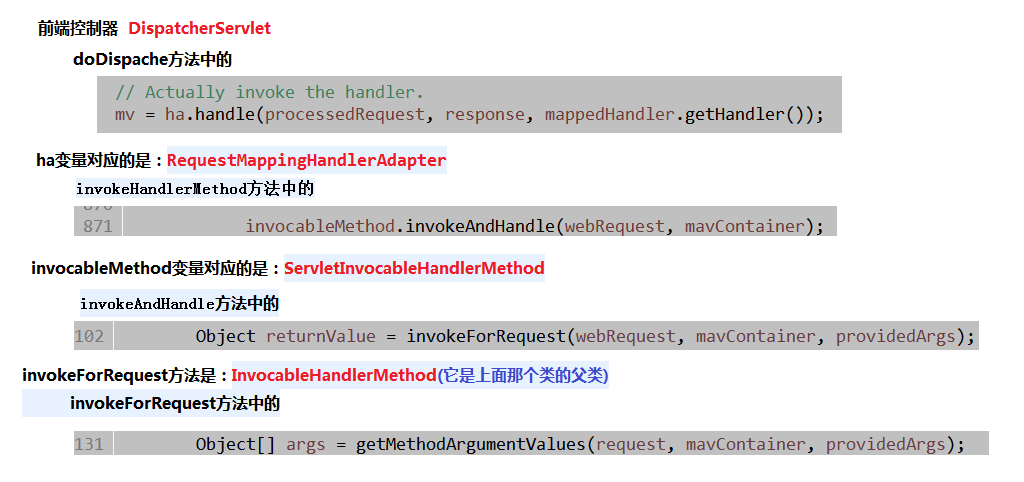 前端控制器 DispatcherServlet
doDispache方法中的
// Actually invoke the handler.
mv = ha.handle(processedRequest, response, mappedHandler.getHandler());
ha变量对应的是：RequestMappingHandlerAdapter
invokeHandlerMethod方法中的
871 invocableMethod.invokeAndHandle(webRequest, mavContainer);
invocableMethod变量对应的是：ServletInvocableHandlerMethod
invokeAndHandle方法中的
102 Object returnValue = invokeForRequest(webRequest, mavContainer, providedArgs);
invokeForRequest方法是：InvocableHandlerMethod(它是上面那个类的父类)
invokeForRequest方法中的
131 Object[] args = getMethodArgumentValues(request, mavContainer, providedArgs);